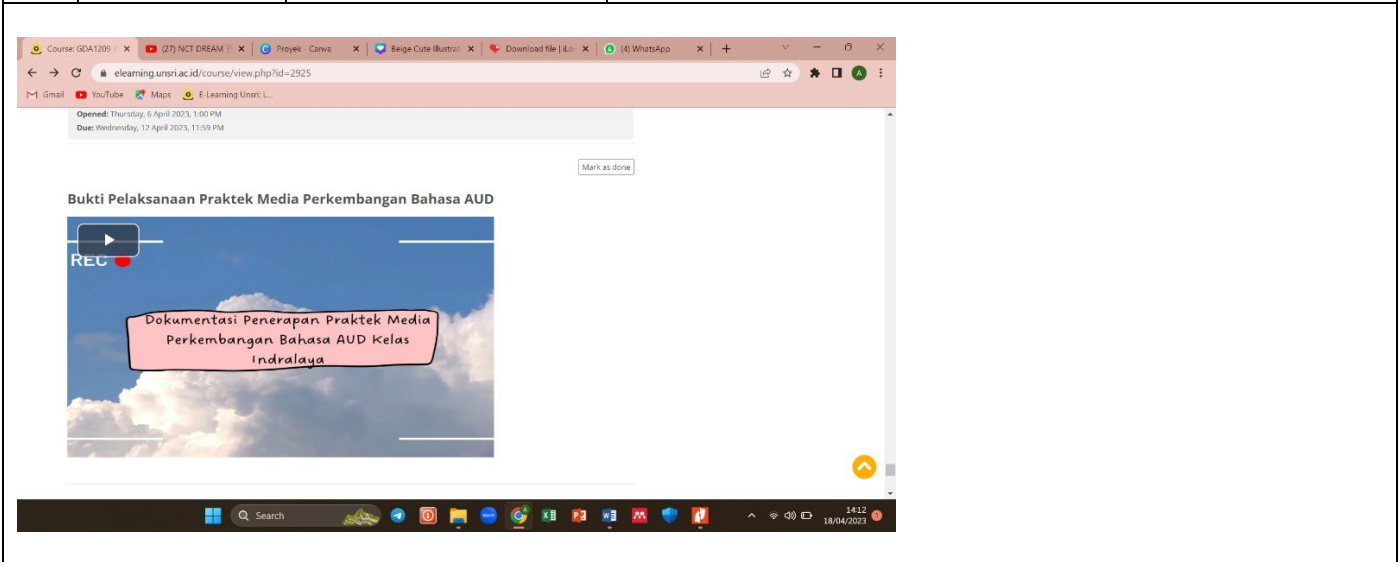 Course: GDA1209
(27) NCT DREAM
Proyek - Canva
Beige Cute Illustrat
Download file | iLov
(4) WhatsApp
elearning.unsri.ac.id/course/view.php?id=2925
A
Gmail
YouTube
Maps
E-Learning Unsri: L...
Opened: Thursday, 6 April 2023, 1:00 PM
Due: Wednesday, 12 April 2023, 11:59 PM
Mark as done
Bukti Pelaksanaan Praktek Media Perkembangan Bahasa AUD
REC
Dokumentasi Penerapan Praktek Media
Perkembangan Bahasa AUD Kelas
Indralaya
Search
zoom
14:12
18/04/2023